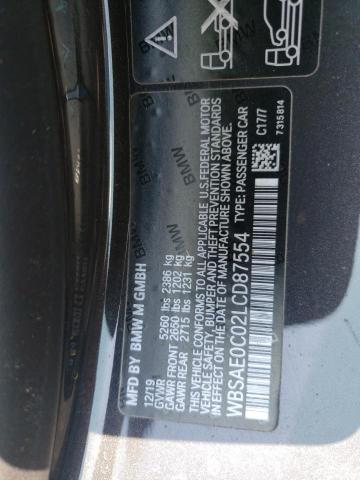 MFD BY: BMW M GMBH
12/19
GVWR 5260 lbs 2386 kg
GAWR FRONT 2650 lbs 1202 kg
GAWR REAR 2715 lbs 1231 kg
THIS VEHICLE CONFORMS TO ALL APPLICABLE U.S. FEDERAL MOTOR
VEHICLE SAFETY, BUMPER AND THEFT PREVENTION STANDARDS
IN EFFECT ON THE DATE OF MANUFACTURE SHOWN ABOVE.
WBSAE0C02LCD87554 TYPE: PASSENGER CAR
C17/7
7 315 814